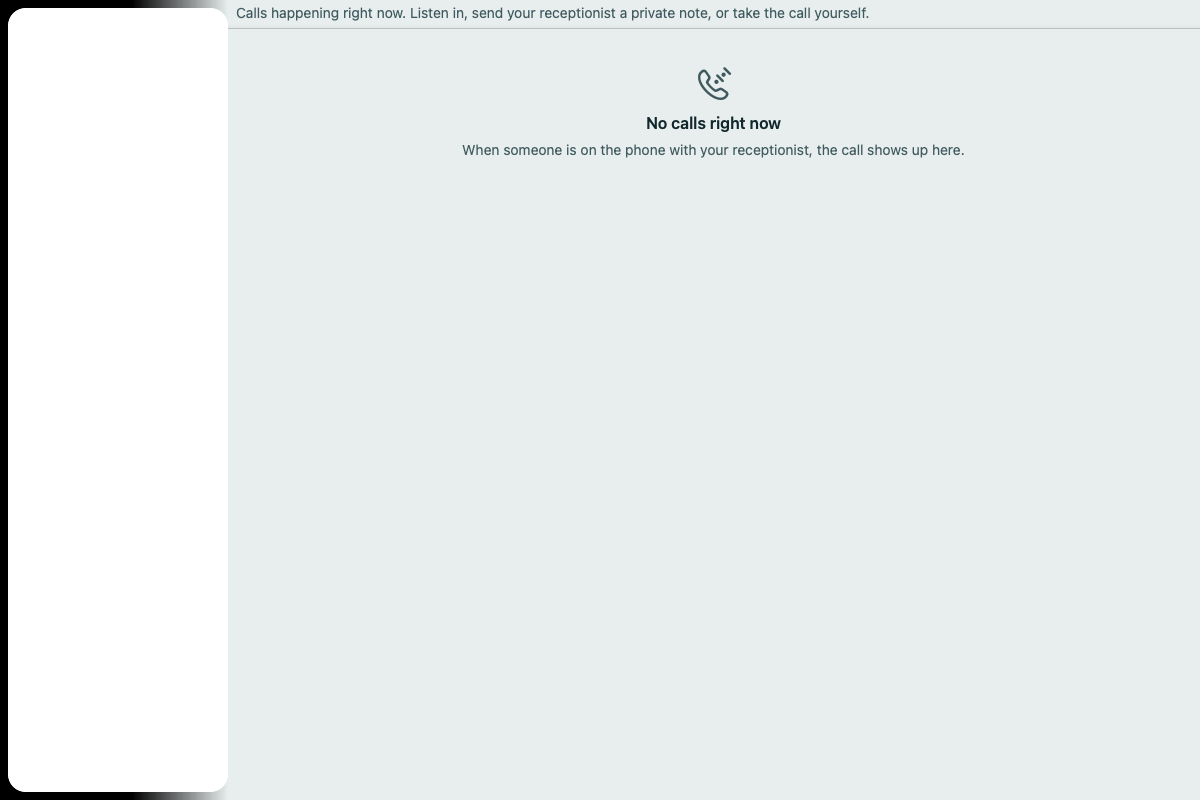 Calls happening right now. Listen in, send your receptionist a private note, or take the call yourself.
No calls right now
When someone is on the phone with your receptionist, the call shows up here.